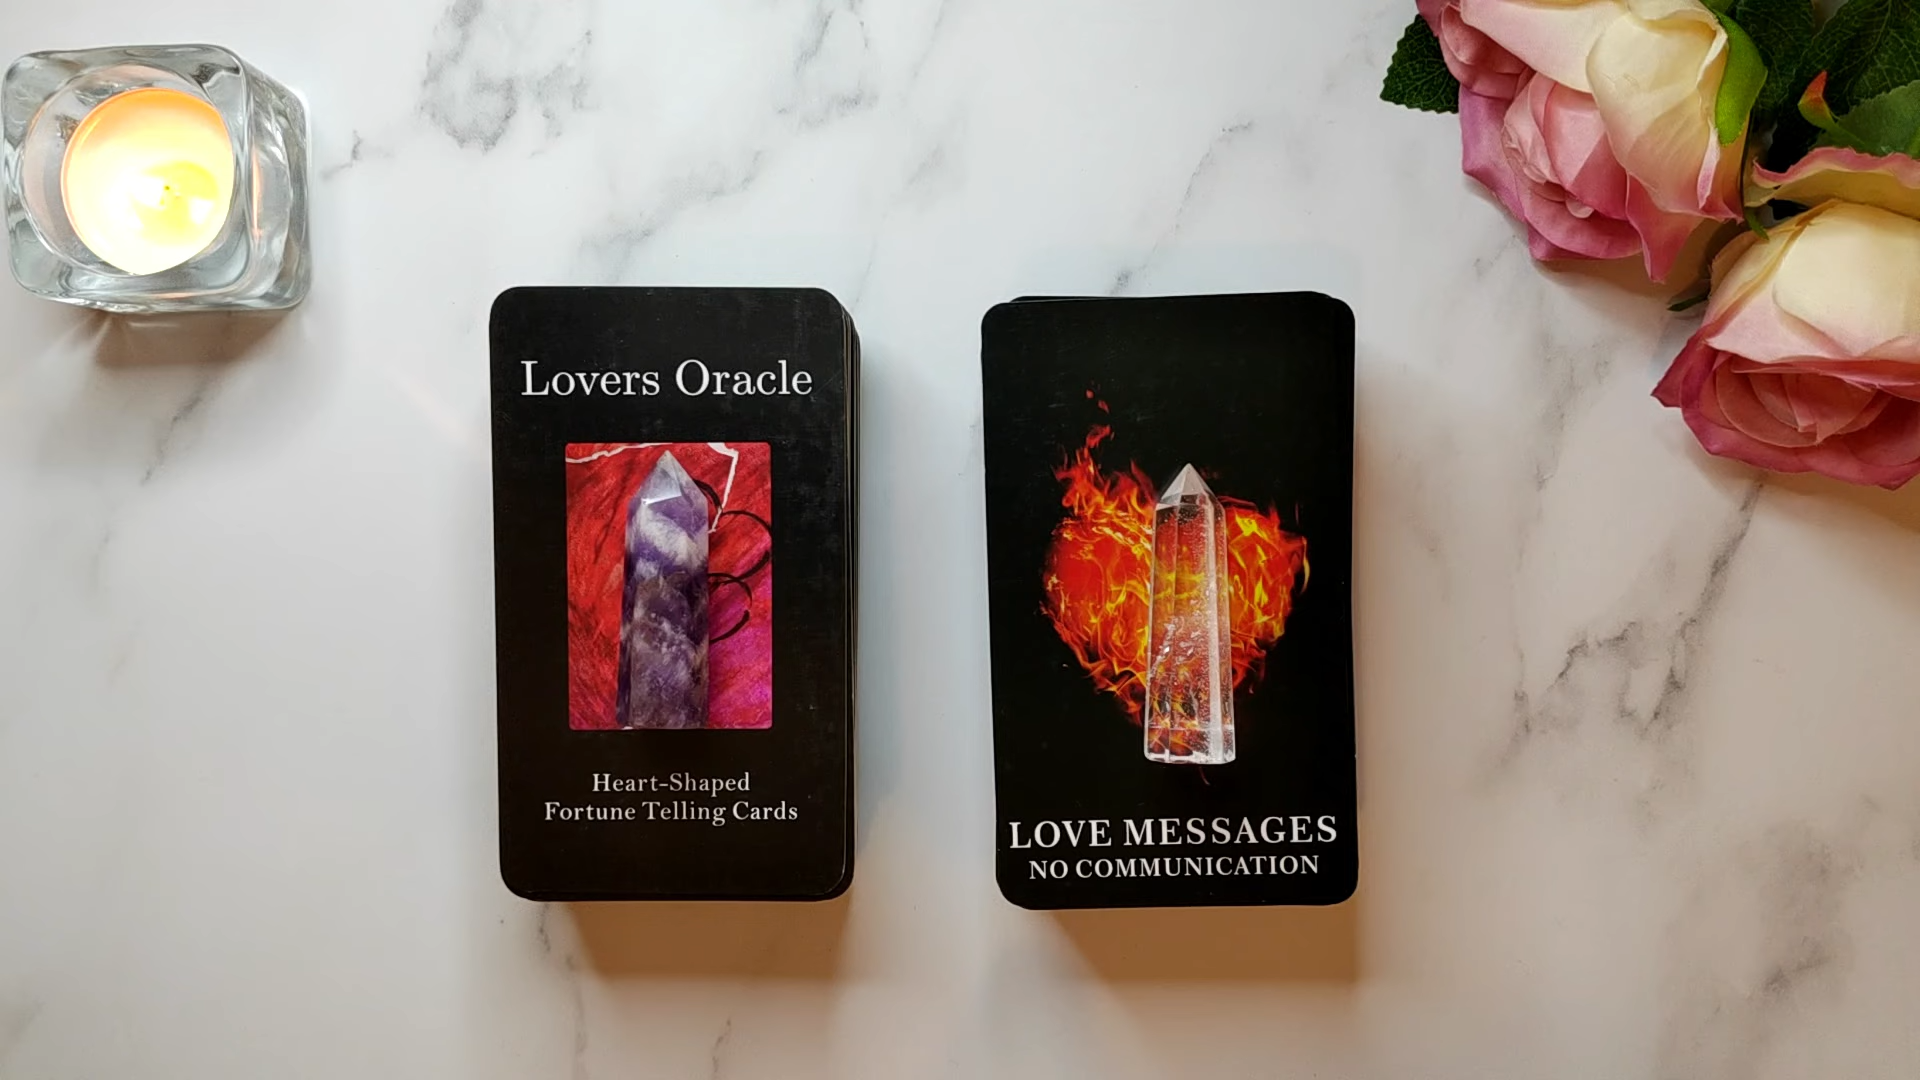 Lovers Oracle
Heart-Shaped
Fortune Telling Cards
LOVE MESSAGES
NO COMMUNICATION